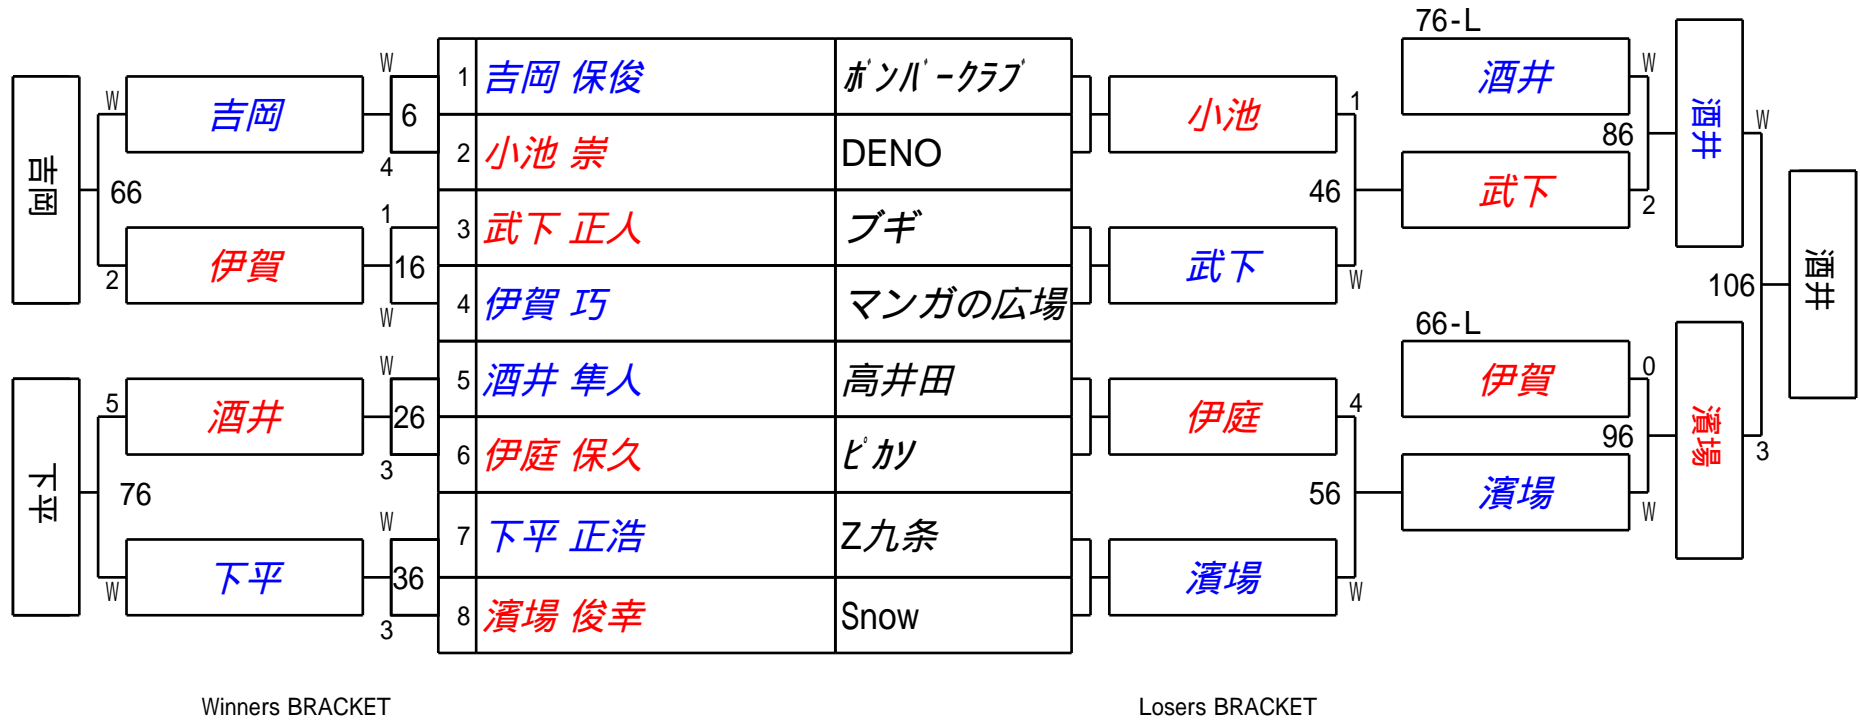 76-L
W
1 吉岡 保俊 ボンバークラブ
酒井
W
W
吉岡
6
小池
1
酒井
W
2 小池 崇 DENO
86
4
吉岡
66
46
武下
2
1
3 武下 正人 ブギ
伊賀
16
武下
W
2
4 伊賀 巧 マンガの広場
W
106
酒井
66-L
W
5 酒井 隼人 高井田
伊賀
0
5
酒井
26
伊庭
4
濱場
3
6 伊庭 保久 ピカソ
96
3
下平
76
56
濱場
W
W
7 下平 正浩 Z九条
下平
36
濱場
W
W
8 濱場 俊幸 Snow
3
Winners BRACKET
Losers BRACKET